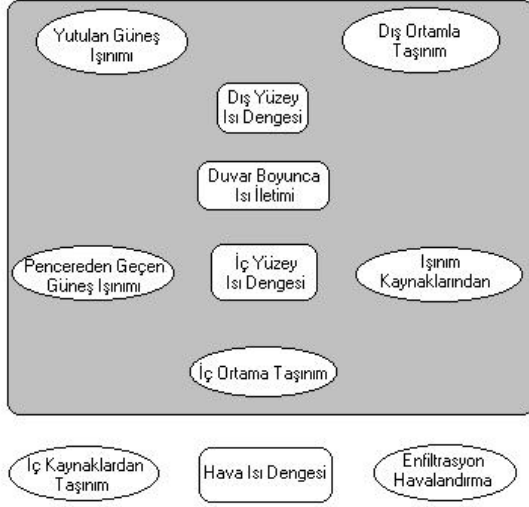 Yutulan Güneş
Işınımı
Dış Ortamla
Taşınım
Dış Yüzey
Isı Dengesi
Duvar Boyunca
Isı İletimi
Pencereden Geçen
Güneş Işınımı
İç Yüzey
Isı Dengesi
Işınım
Kaynaklarından
İç Ortama Taşınım
İç Kaynaklardan
Taşınım
Hava Isı Dengesi
Enfiltrasyon
Havalandırma